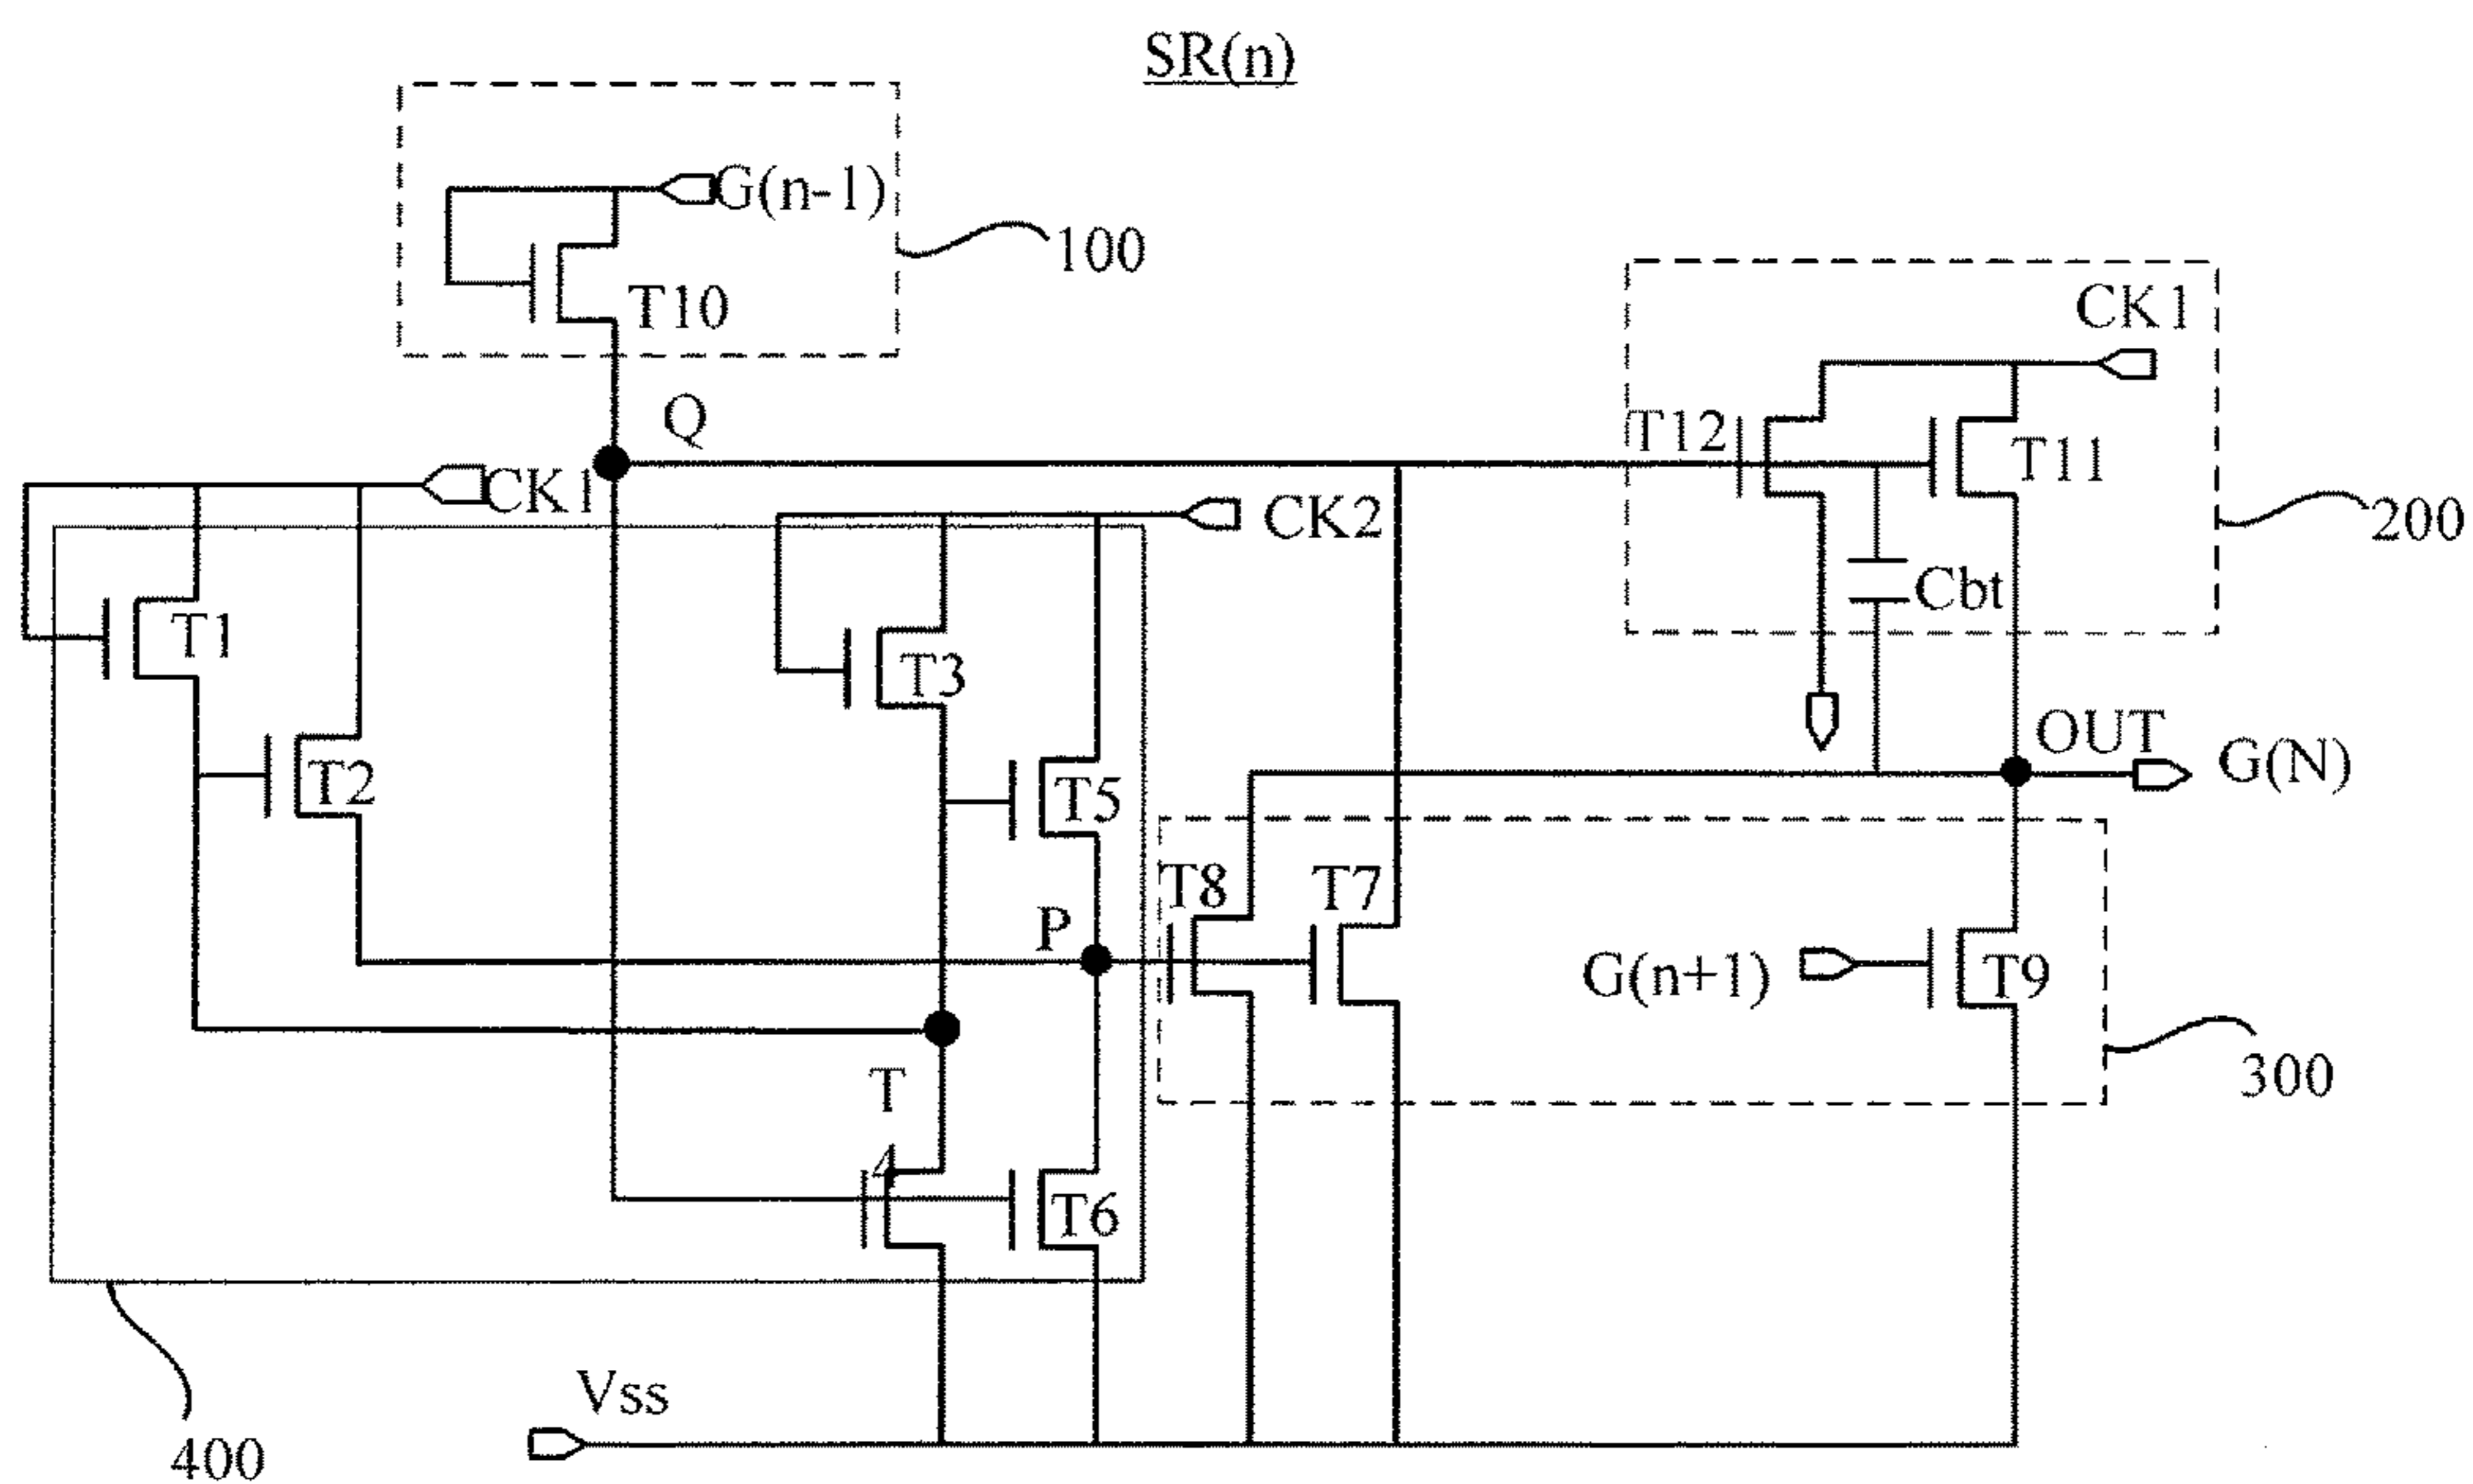 SR(n)
G(n-1)
100
T10
CK1
Q
T12
T11
CK1
CK2
200
T1
Cbt
T3
T2
T5
OUT
G(N)
T8
T7
P
G(n+1)
T9
300
T
4
T6
Vss
400